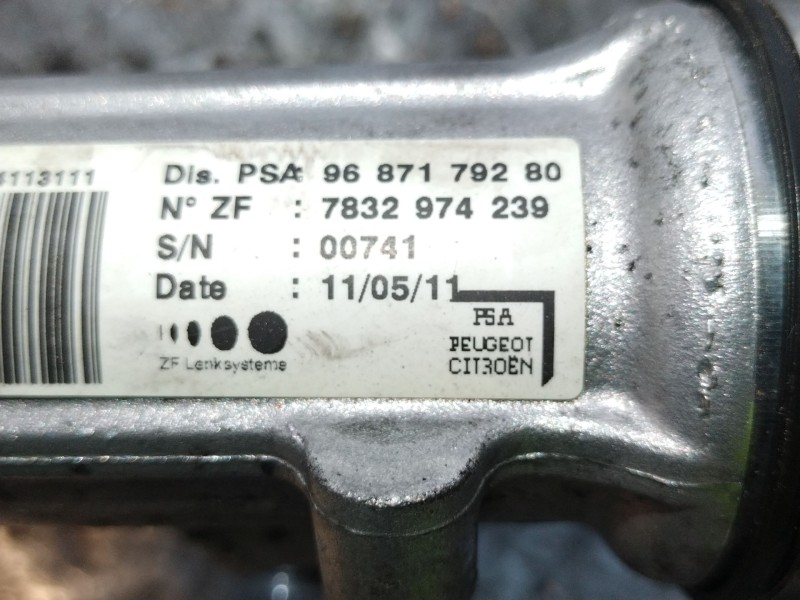 4113111
Dis. PSA: 96 871 792 80
N° ZF : 7832 974 239
S/N : 00741
Date : 11/05/11
PSA
PEUGEOT
CITROËN
ZF Lenksysteme